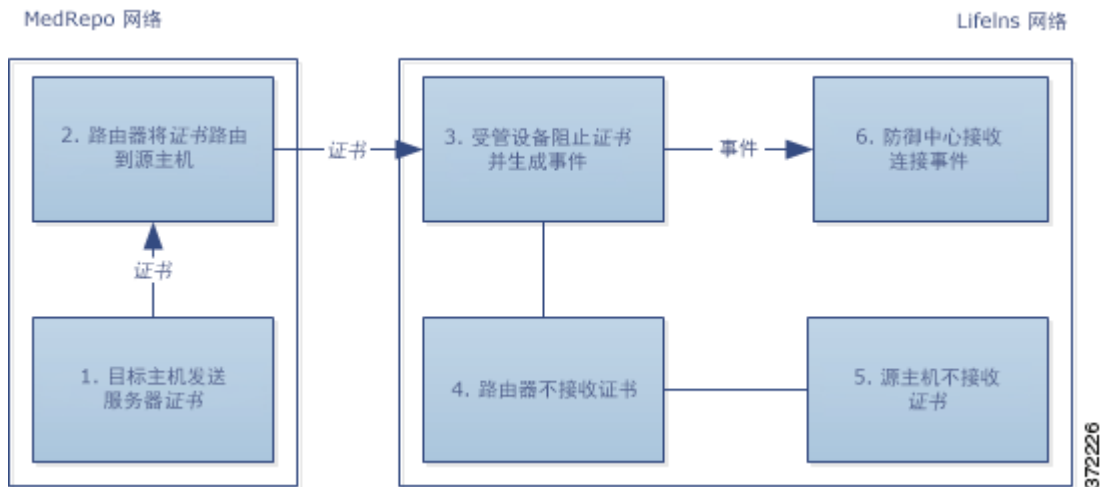 MedRepo 网络
LifeIns 网络
2. 路由器将证书路由
到源主机
证书
3. 受管设备阻止证书
并生成事件
事件
6. 防御中心接收
连接事件
证书
1. 目标主机发送
服务器证书
4. 路由器不接收证书
5. 源主机不接收
证书
372226